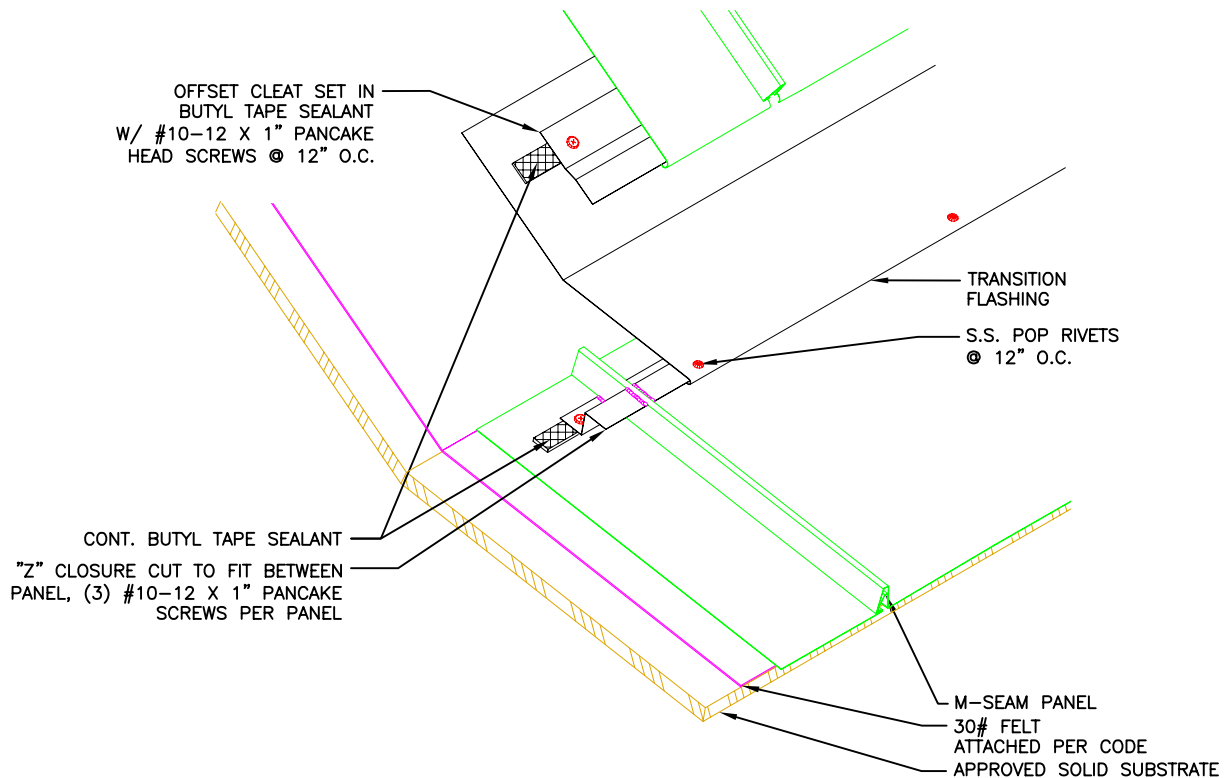 OFFSET CLEAT SET IN
BUTYL TAPE SEALANT
W/ #10-12 X 1" PANCAKE
HEAD SCREWS @ 12" O.C.
TRANSITION
FLASHING
S.S. POP RIVETS
@ 12" O.C.
CONT. BUTYL TAPE SEALANT
"Z" CLOSURE CUT TO FIT BETWEEN
PANEL, (3) #10-12 X 1" PANCAKE
SCREWS PER PANEL
M-SEAM PANEL
30# FELT
ATTACHED PER CODE
APPROVED SOLID SUBSTRATE